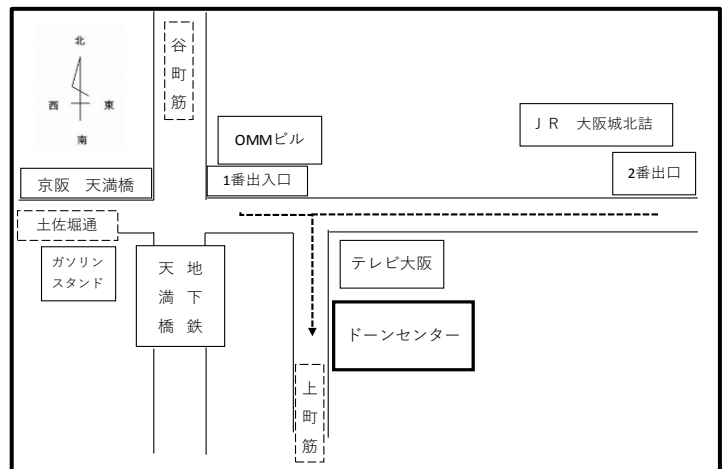 北
西
東
南
谷町筋
OMMビル
JR 大阪城北詰
京阪 天満橋
1番出入口
2番出口
土佐堀通
ガソリン
スタンド
地下鉄
天満橋
テレビ大阪
ドーンセンター
上町筋